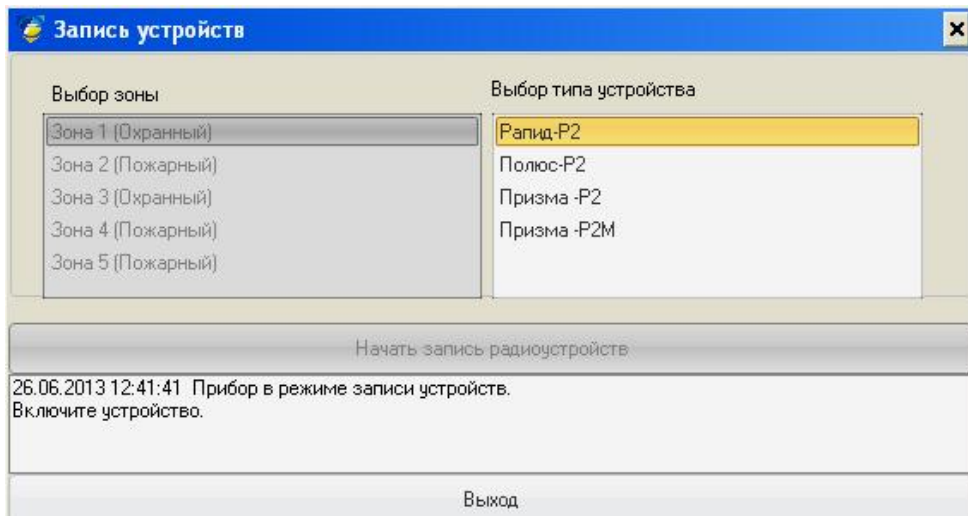 Запись устройств
Выбор зоны
Зона 1 (Охранный)
Зона 2 (Пожарный)
Зона 3 (Охранный)
Зона 4 (Пожарный)
Зона 5 (Пожарный)
Выбор типа устройства
Рапид-Р2
Полюс-Р2
Призма -Р2
Призма -Р2М
Начать запись радиоустройств
26.06.2013 12:41:41 Прибор в режиме записи устройств.
Включите устройство.
Выход